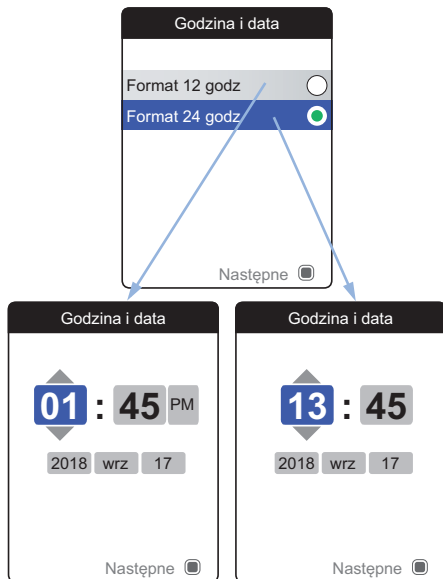 Godzina i data
Format 12 godz
Format 24 godz
Następne
Godzina i data
01 : 45 PM
2018 wrz 17
Następne
Godzina i data
13 : 45
2018 wrz 17
Następne